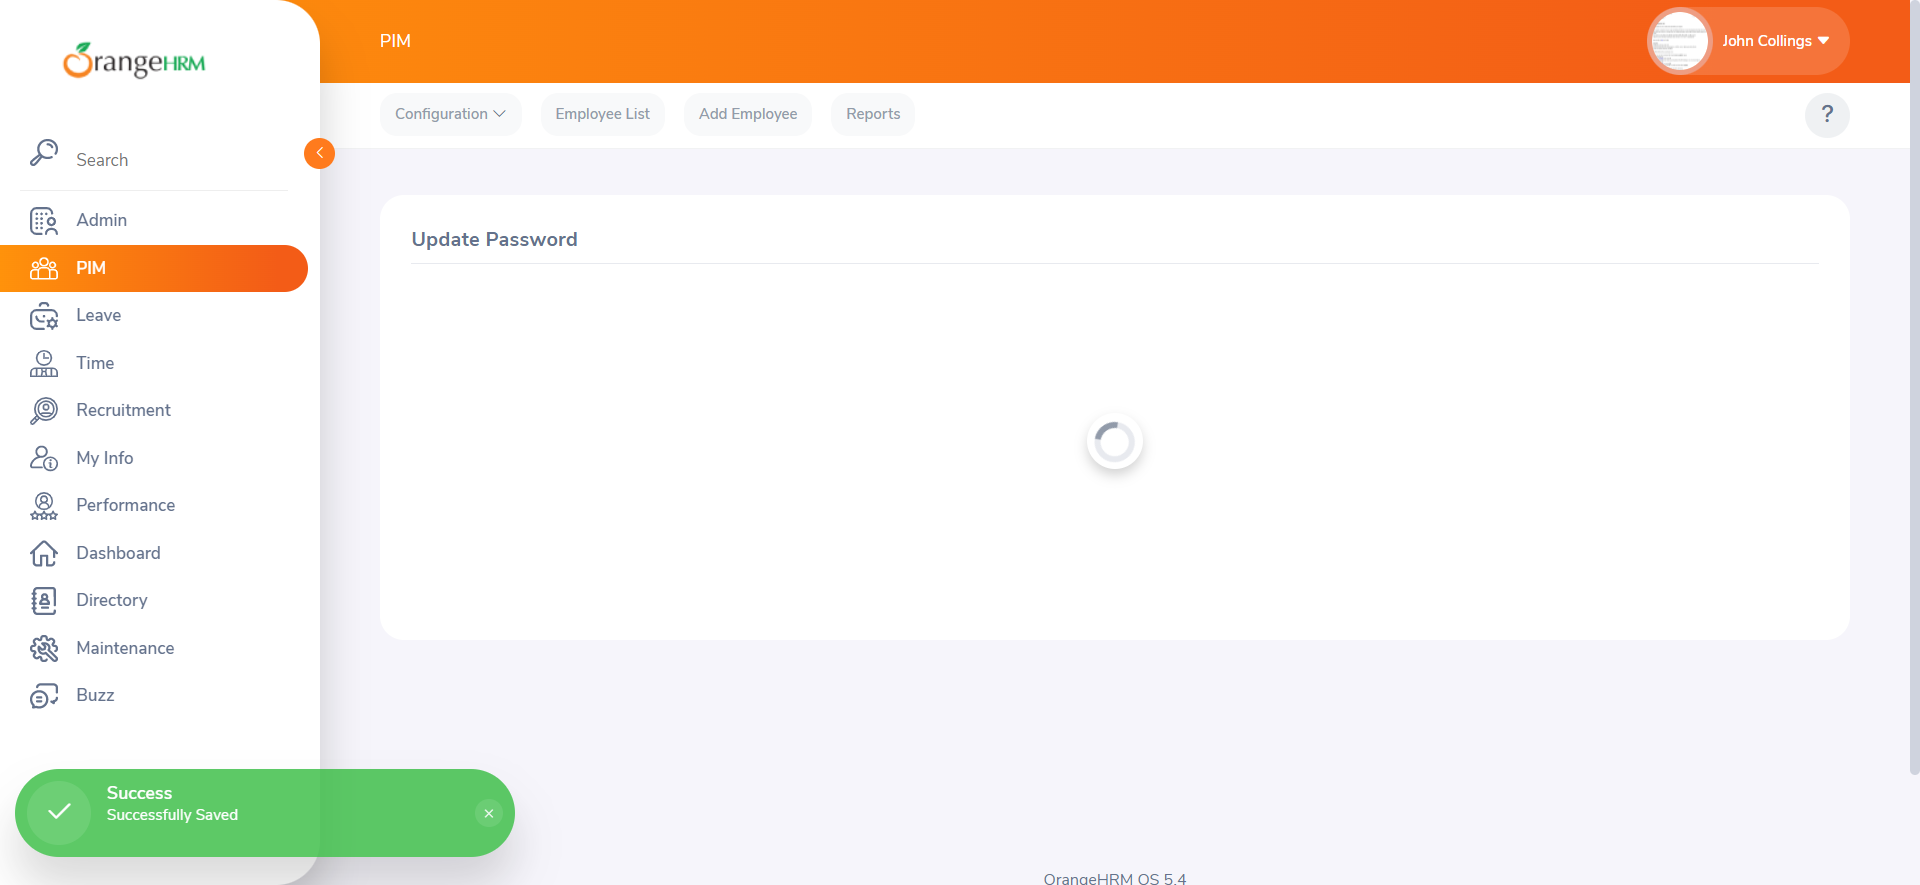 OrangeHRM
PIM
John Collings
Configuration
Employee List
Add Employee
Reports
?
Search
Admin
PIM
Leave
Time
Recruitment
My Info
Performance
Dashboard
Directory
Maintenance
Buzz
Update Password
Success
Successfully Saved
OrangeHRM OS 5.4